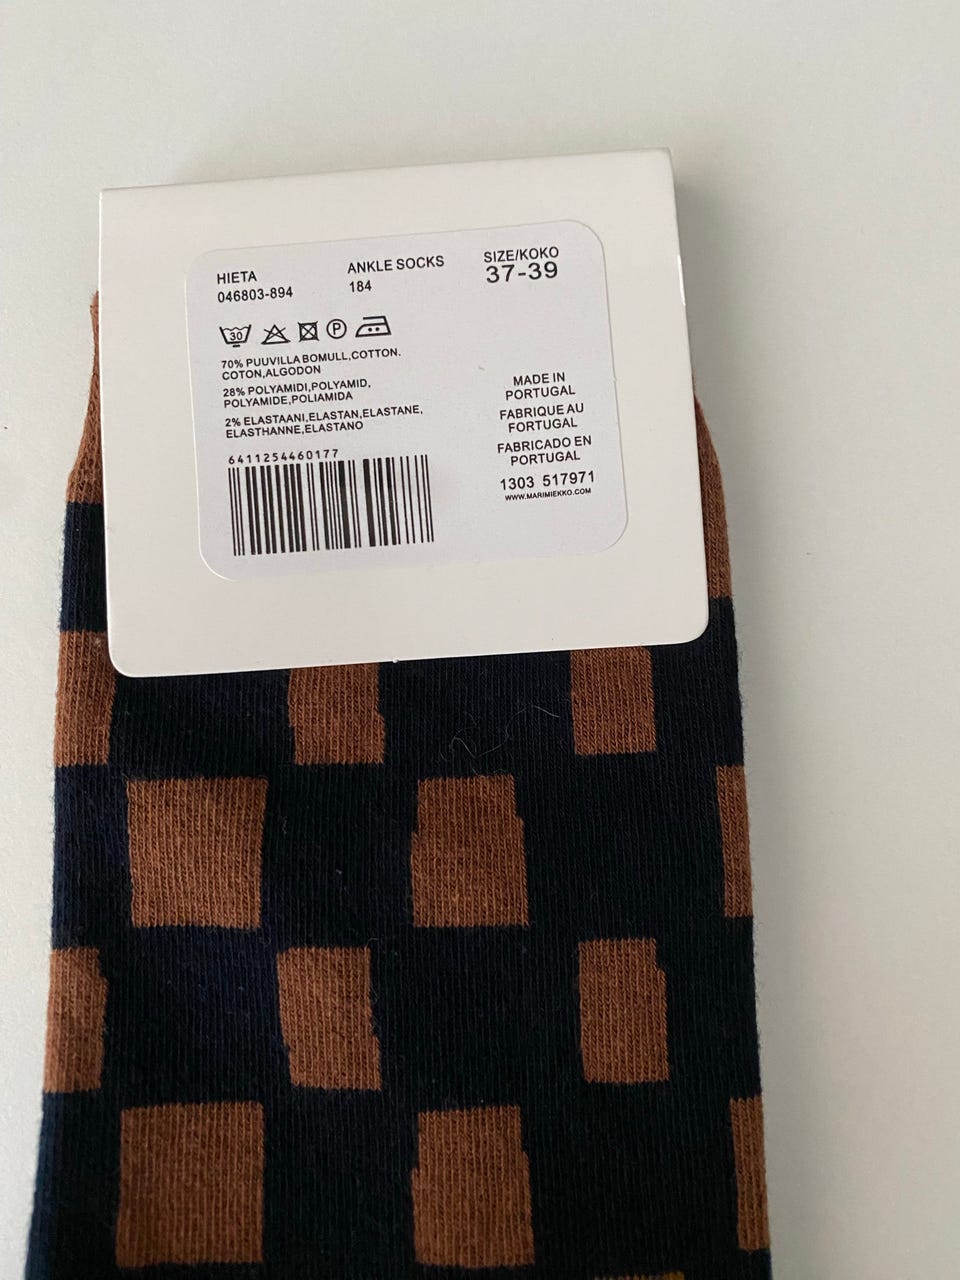 HIETA
046803-894
ANKLE SOCKS
184
SIZE/KOKO
37-39
30
P
70% PUUVILLA BOMULL,COTTON.
COTON,ALGODON
28% POLYAMIDI,POLYAMID,
POLYAMIDE,POLIAMIDA
2% ELASTAANI,ELASTAN,ELASTANE,
ELASTHANNE,ELASTANO
6411254460177
MADE IN
PORTUGAL
FABRIQUE AU
FORTUGAL
FABRICADO EN
PORTUGAL
1303 517971
WWW.MARIMIEKKO.COM